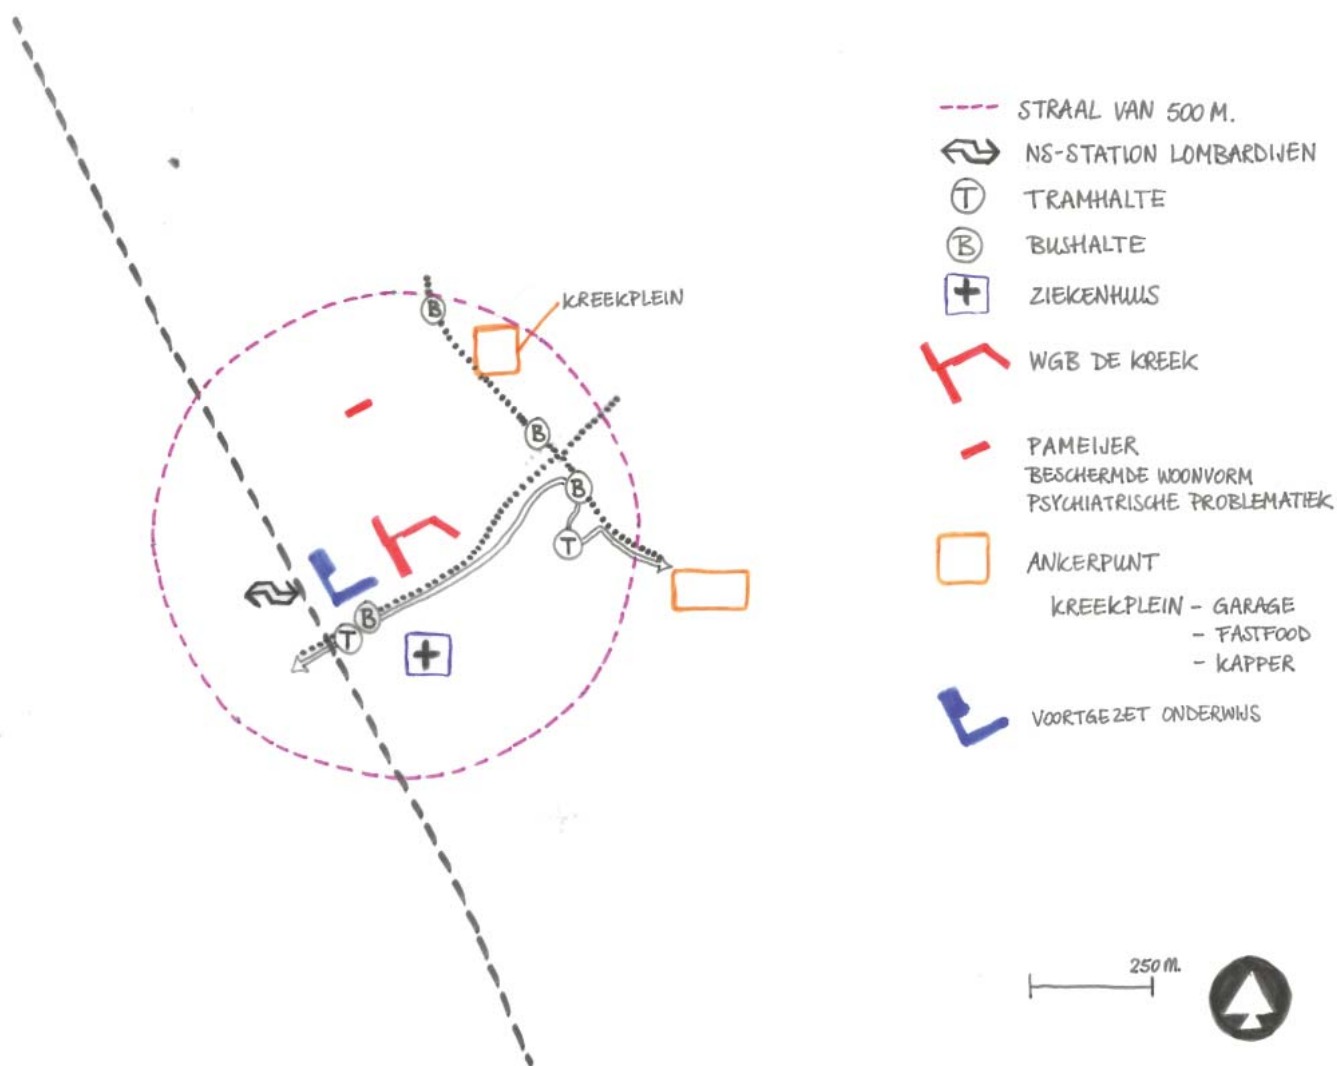 KREEKPLEIN
B
B
B
T
B
T
STRAAL VAN 500 M.
NS-STATION LOMBARDIJEN
T TRAMHALTE
B BUSHALTE
ZIEKENHUIS
WGB DE KREEK
PAMEIJER
BESCHERMDE WOONVORM
PSYCHIATRISCHE PROBLEMATIEK
ANKERPUNT
KREEKPLEIN - GARAGE
- FASTFOOD
- KAPPER
VOORTGEZET ONDERWIJS
250 M.